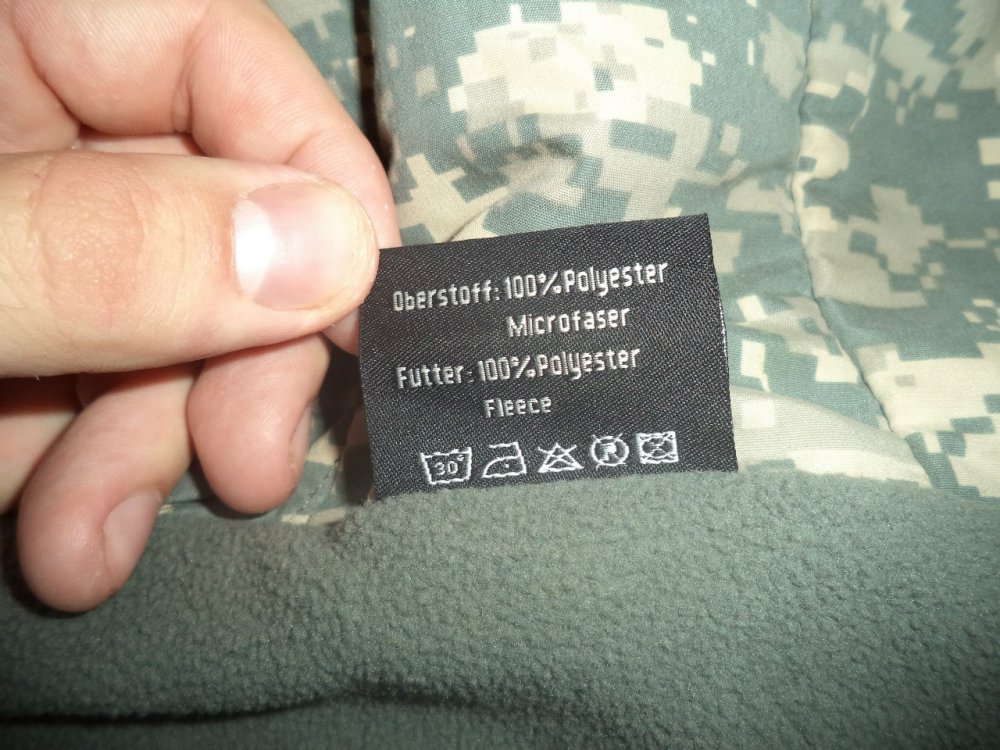 Oberstoff: 100% Polyester
Microfaser
Futter: 100% Polyester
Fleece
30°